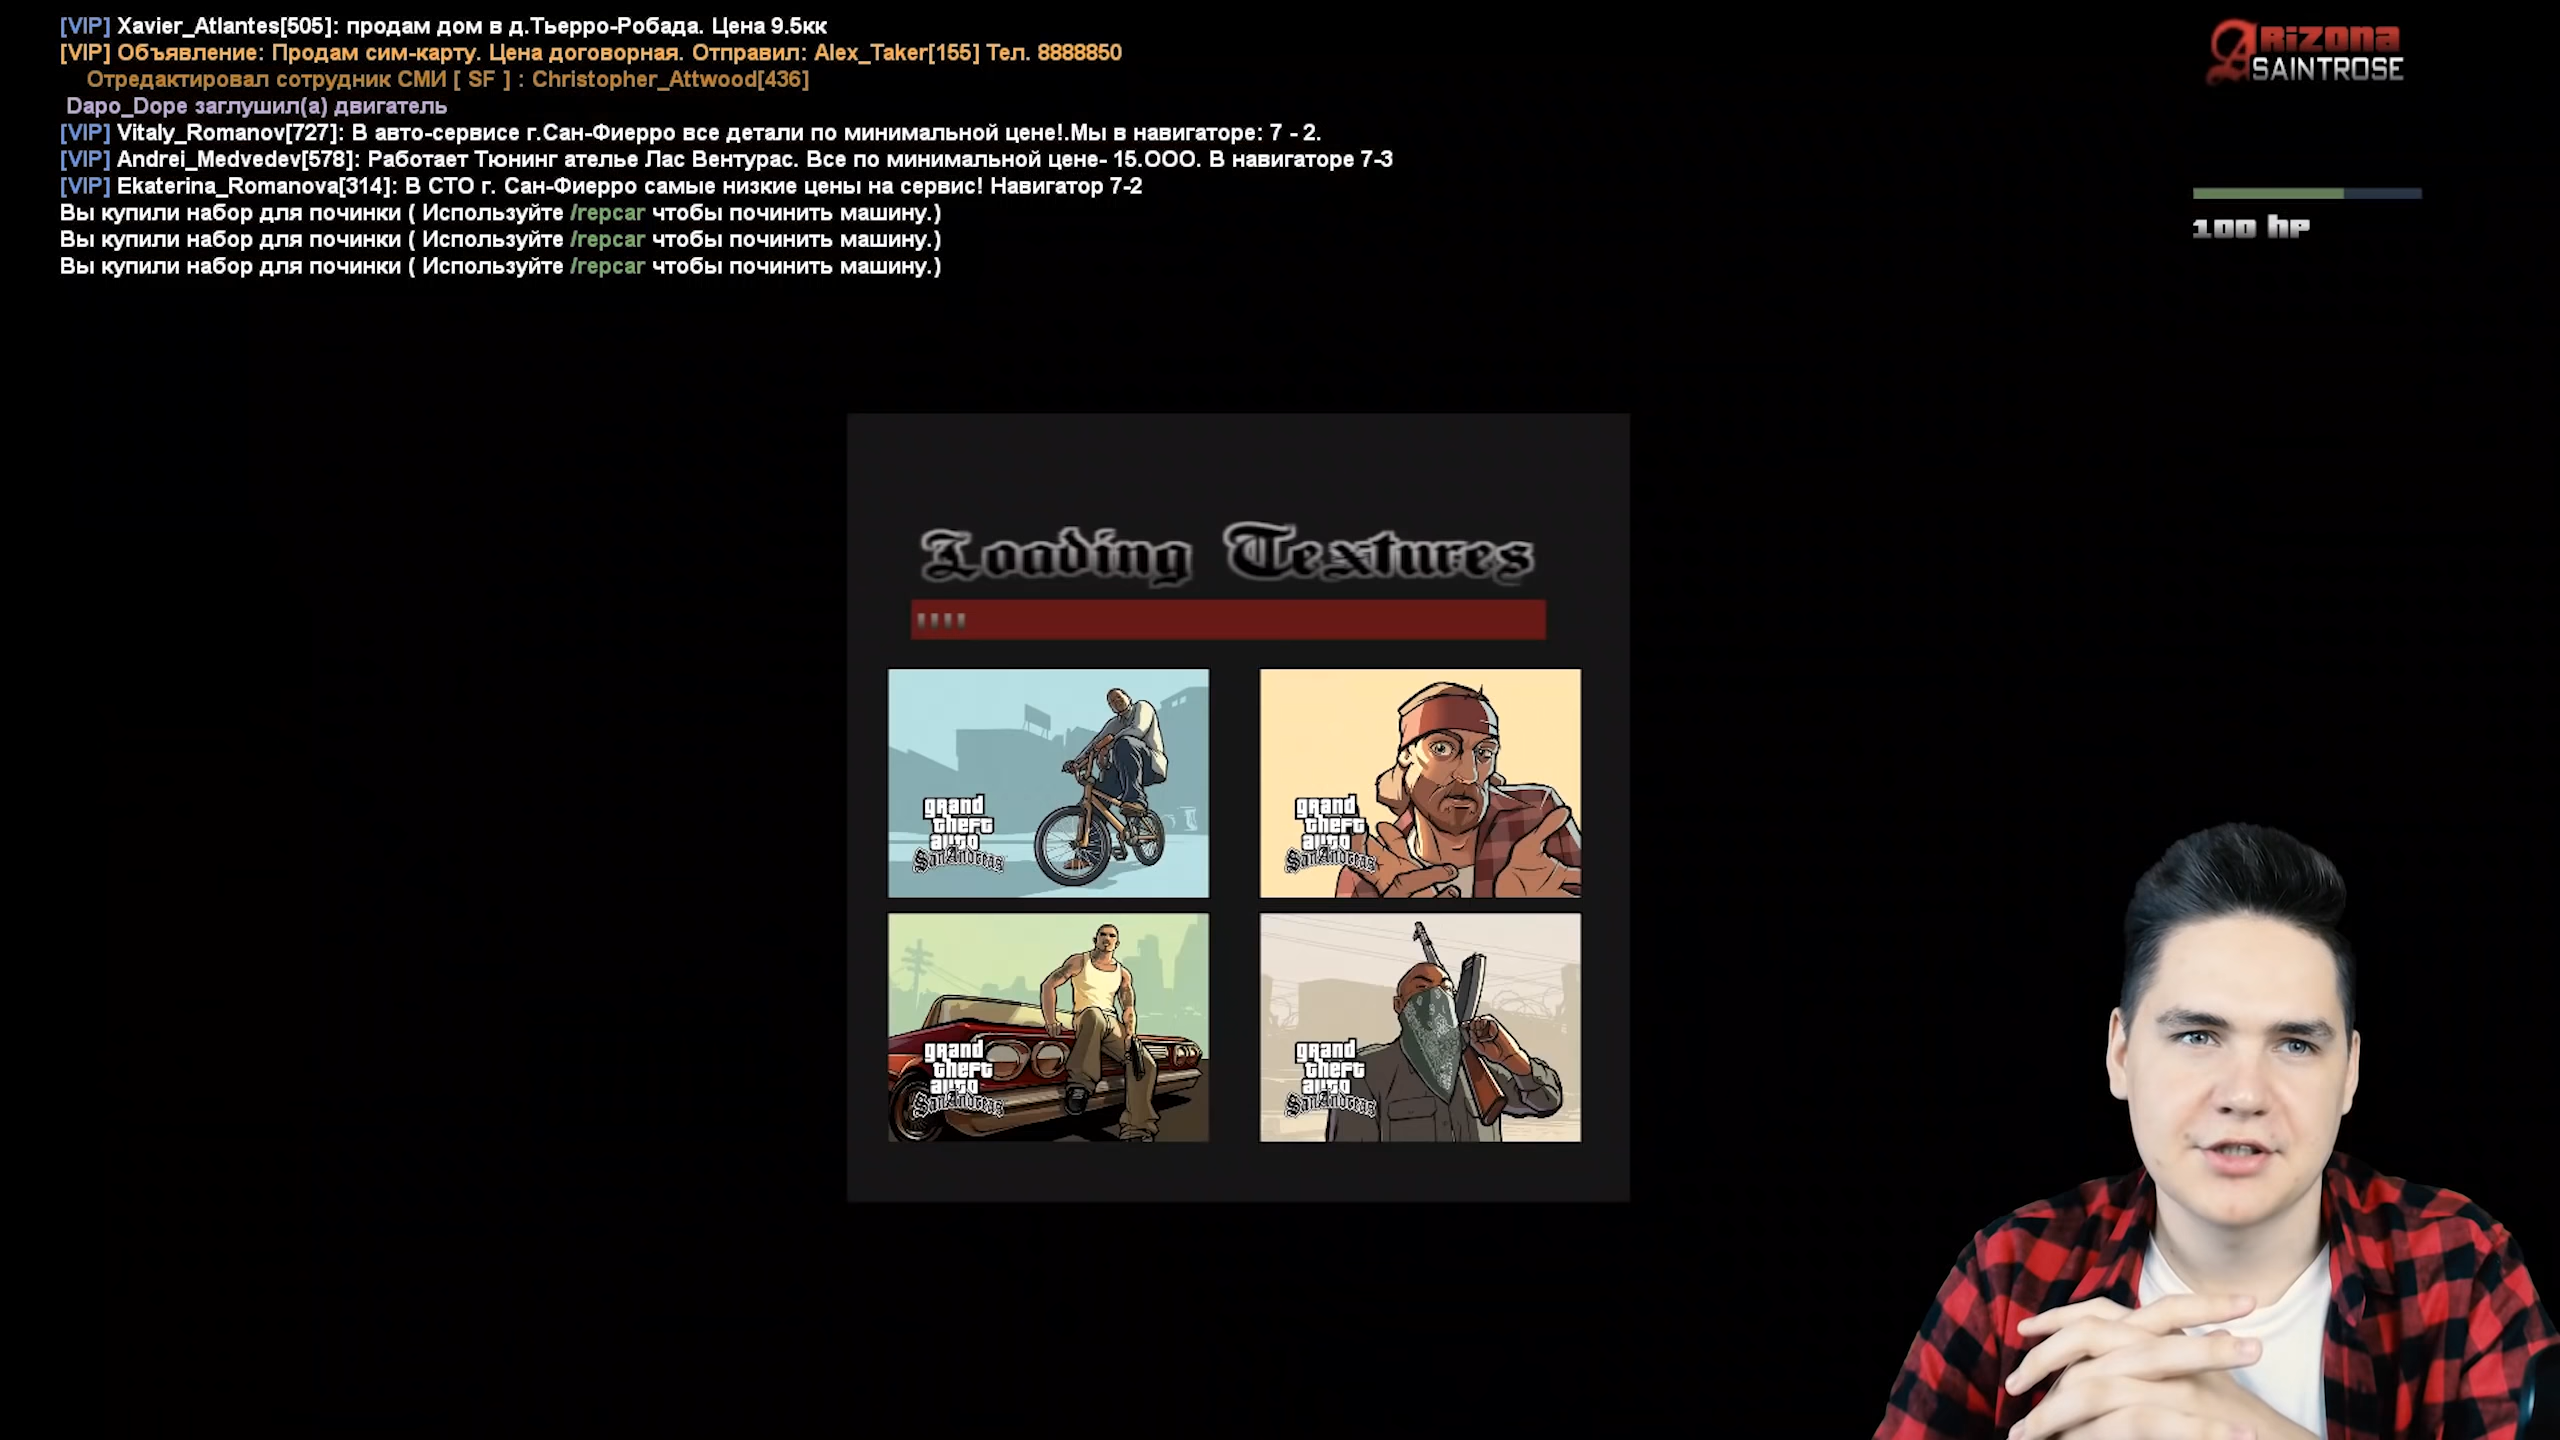 [VIP] Xavier_Atlantes[505]: продам дом в д.Тьерро-Робада. Цена 9.5кк
[VIP] Объявление: Продам сим-карту. Цена договорная. Отправил: Alex_Taker[155] Тел. 8888850
Отредактировал сотрудник СМИ [ SF ] : Christopher_Attwood[436]
Dapo_Dope заглушил(а) двигатель
[VIP] Vitaly_Romanov[727]: В авто-сервисе г.Сан-Фиерро все детали по минимальной цене!.Мы в навигаторе: 7 - 2.
[VIP] Andrei_Medvedev[578]: Работает Тюнинг ателье Лас Вентурас. Все по минимальной цене- 15.ООО. В навигаторе 7-3
[VIP] Ekaterina_Romanova[314]: В СТО г. Сан-Фиерро самые низкие цены на сервис! Навигатор 7-2
Вы купили набор для починки ( Используйте /repcar чтобы починить машину.)
Вы купили набор для починки ( Используйте /repcar чтобы починить машину.)
Вы купили набор для починки ( Используйте /repcar чтобы починить машину.)
Arizona
SAINTROSE
100 hp
Loading Textures
grand
theft
auto
San Andreas
grand
theft
auto
San Andreas
grand
theft
auto
San Andreas
grand
theft
auto
San Andreas